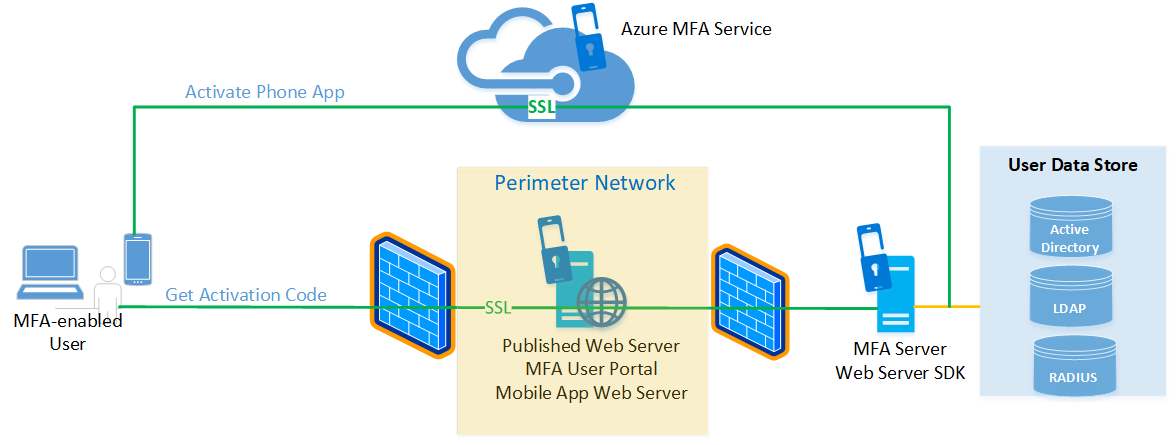 Azure MFA Service
Activate Phone App
SSL
Perimeter Network
User Data Store
Active
Directory
LDAP
RADIUS
Get Activation Code
SSL
MFA-enabled
User
Published Web Server
MFA User Portal
Mobile App Web Server
MFA Server
Web Server SDK